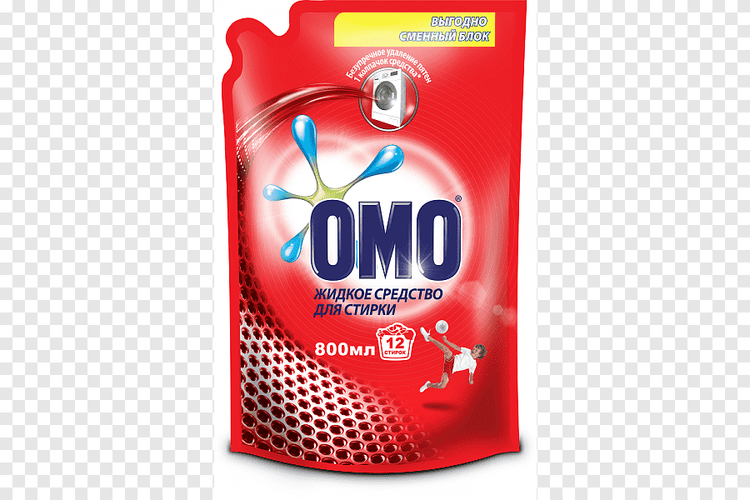 ВЫГОДНО
СМЕННЫЙ БЛОК
Безупречное удаление пятен
1 колпачок средства*
OMO®
ЖИДКОЕ СРЕДСТВО
ДЛЯ СТИРКИ
800мл
12
СТИРОК